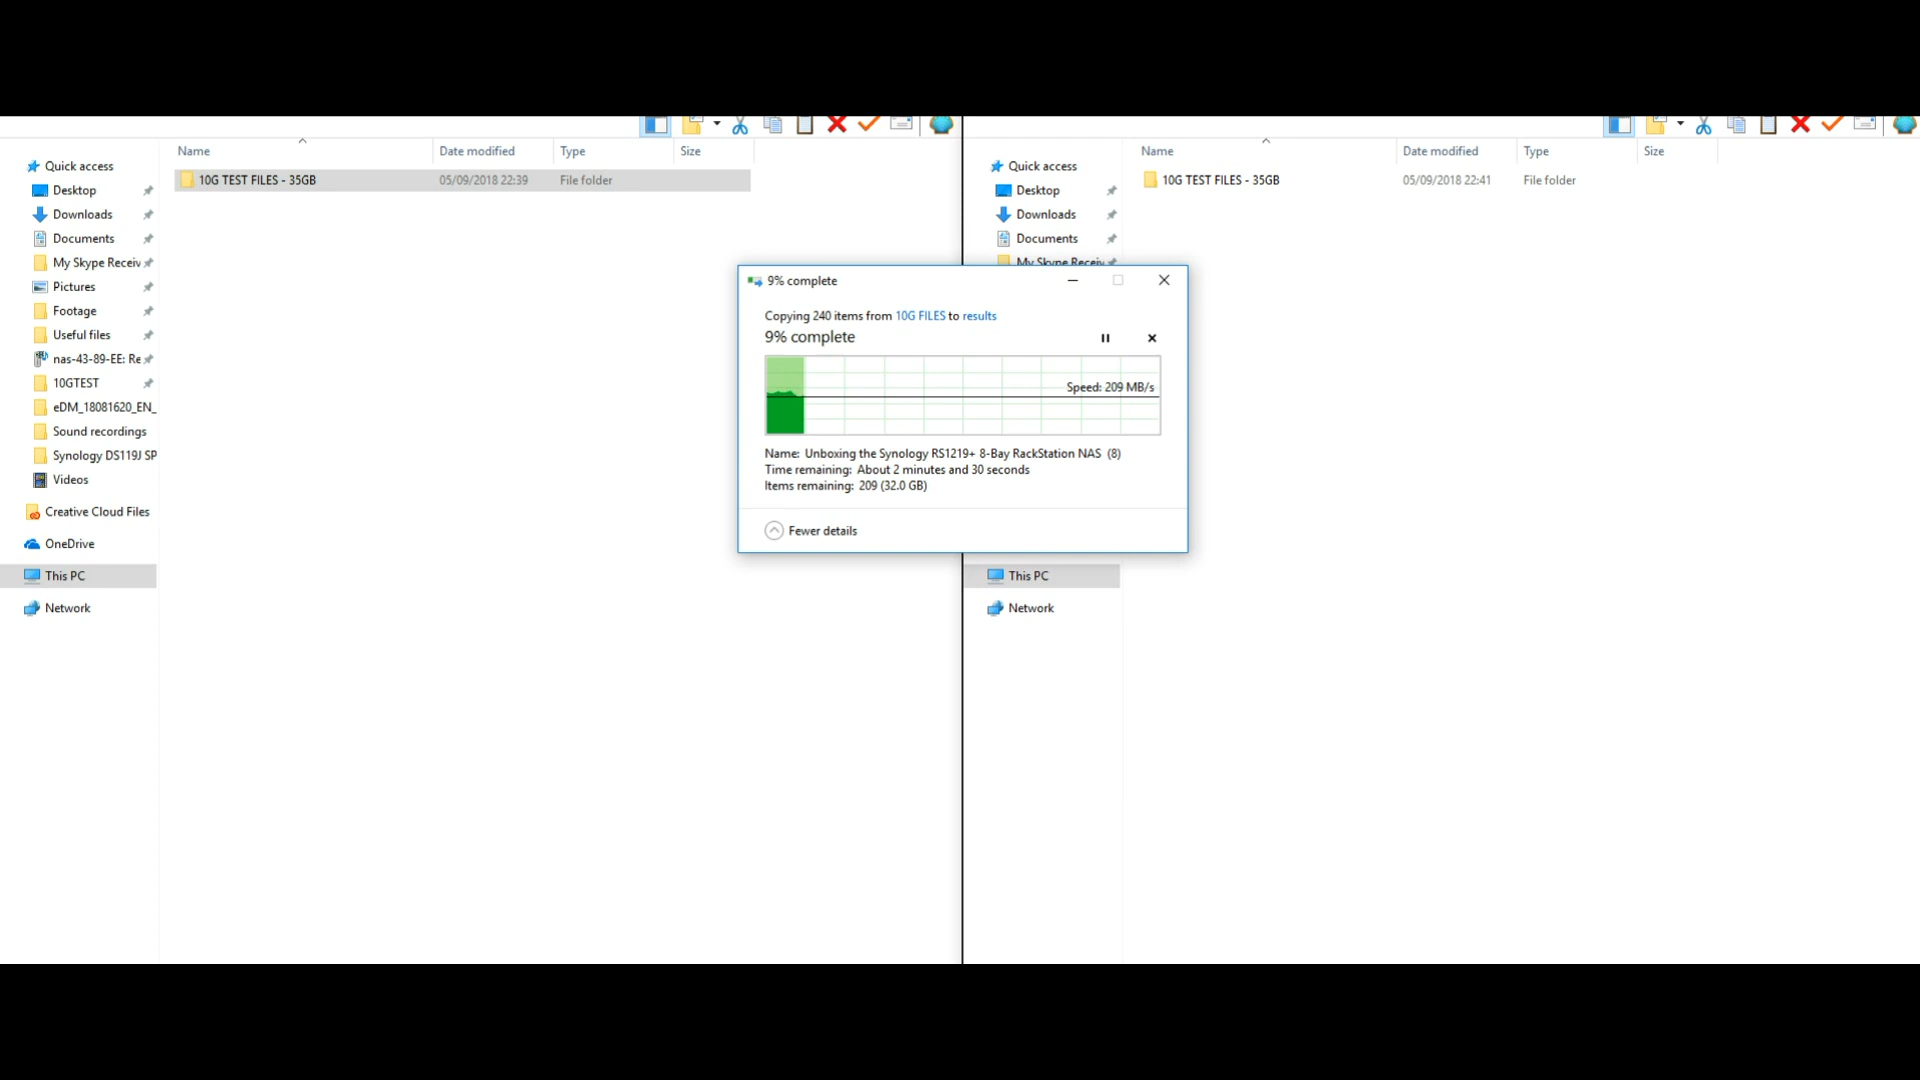 Name Date modified Type Size
Quick access
10G TEST FILES - 35GB 05/09/2018 22:39 File folder
Desktop
Downloads
Documents
My Skype Receiv
Pictures
Footage
Useful files
nas-43-89-EE: Re
10GTEST
eDM_18081620_EN_
Sound recordings
Synology DS119J SP
Videos
Creative Cloud Files
OneDrive
This PC
Network
9% complete
Copying 240 items from 10G FILES to results
9% complete
Speed: 209 MB/s
Name: Unboxing the Synology RS1219+ 8-Bay RackStation NAS (8)
Time remaining: About 2 minutes and 30 seconds
Items remaining: 209 (32.0 GB)
Fewer details
Name Date modified Type Size
Quick access
10G TEST FILES - 35GB 05/09/2018 22:41 File folder
Desktop
Downloads
Documents
My Skype Receiv
This PC
Network